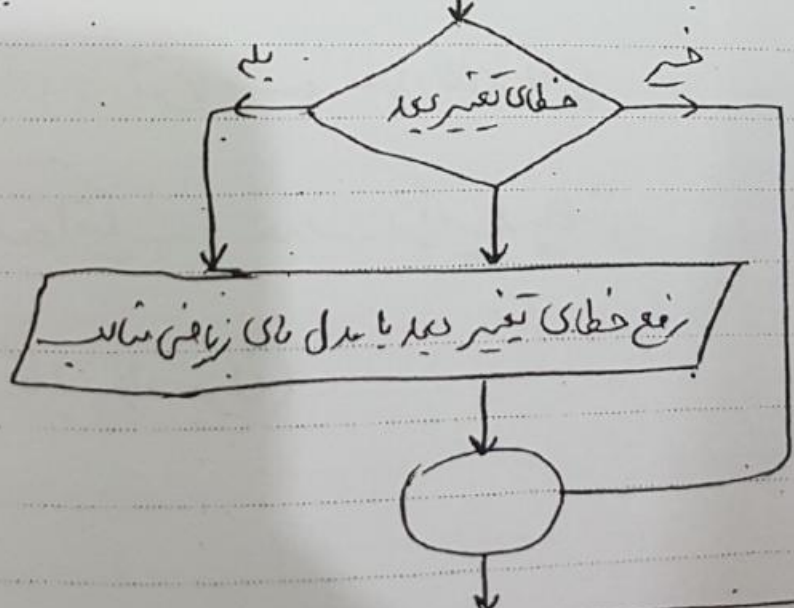 خیر
بله
خطای تغییر دید
رفع خطای تغییر دید با مدل های ریاضی مناسب